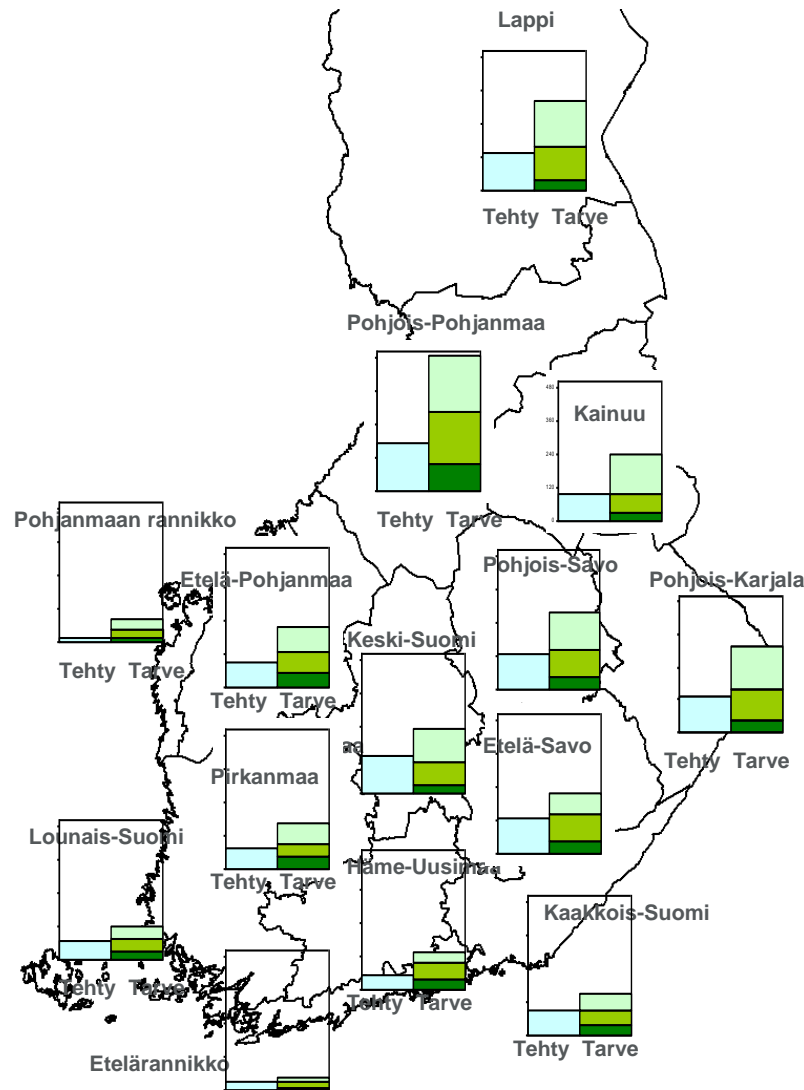 Lappi
Tehty Tarve
Pohjois-Pohjanmaa
Tehty Tarve
480
360
240
120
0
Kainuu
Pohjanmaan rannikko
Tehty Tarve
Etelä-Pohjanmaa
Tehty Tarve
Pohjois-Savo
Pohjois-Karjala
Tehty Tarve
Keski-Suomi
Etelä-Savo
Pirkanmaa
Tehty Tarve
Lounais-Suomi
Tehty Tarve
Häme-Uusimaa
Tehty Tarve
Kaakkois-Suomi
Tehty Tarve
Etelärannikko